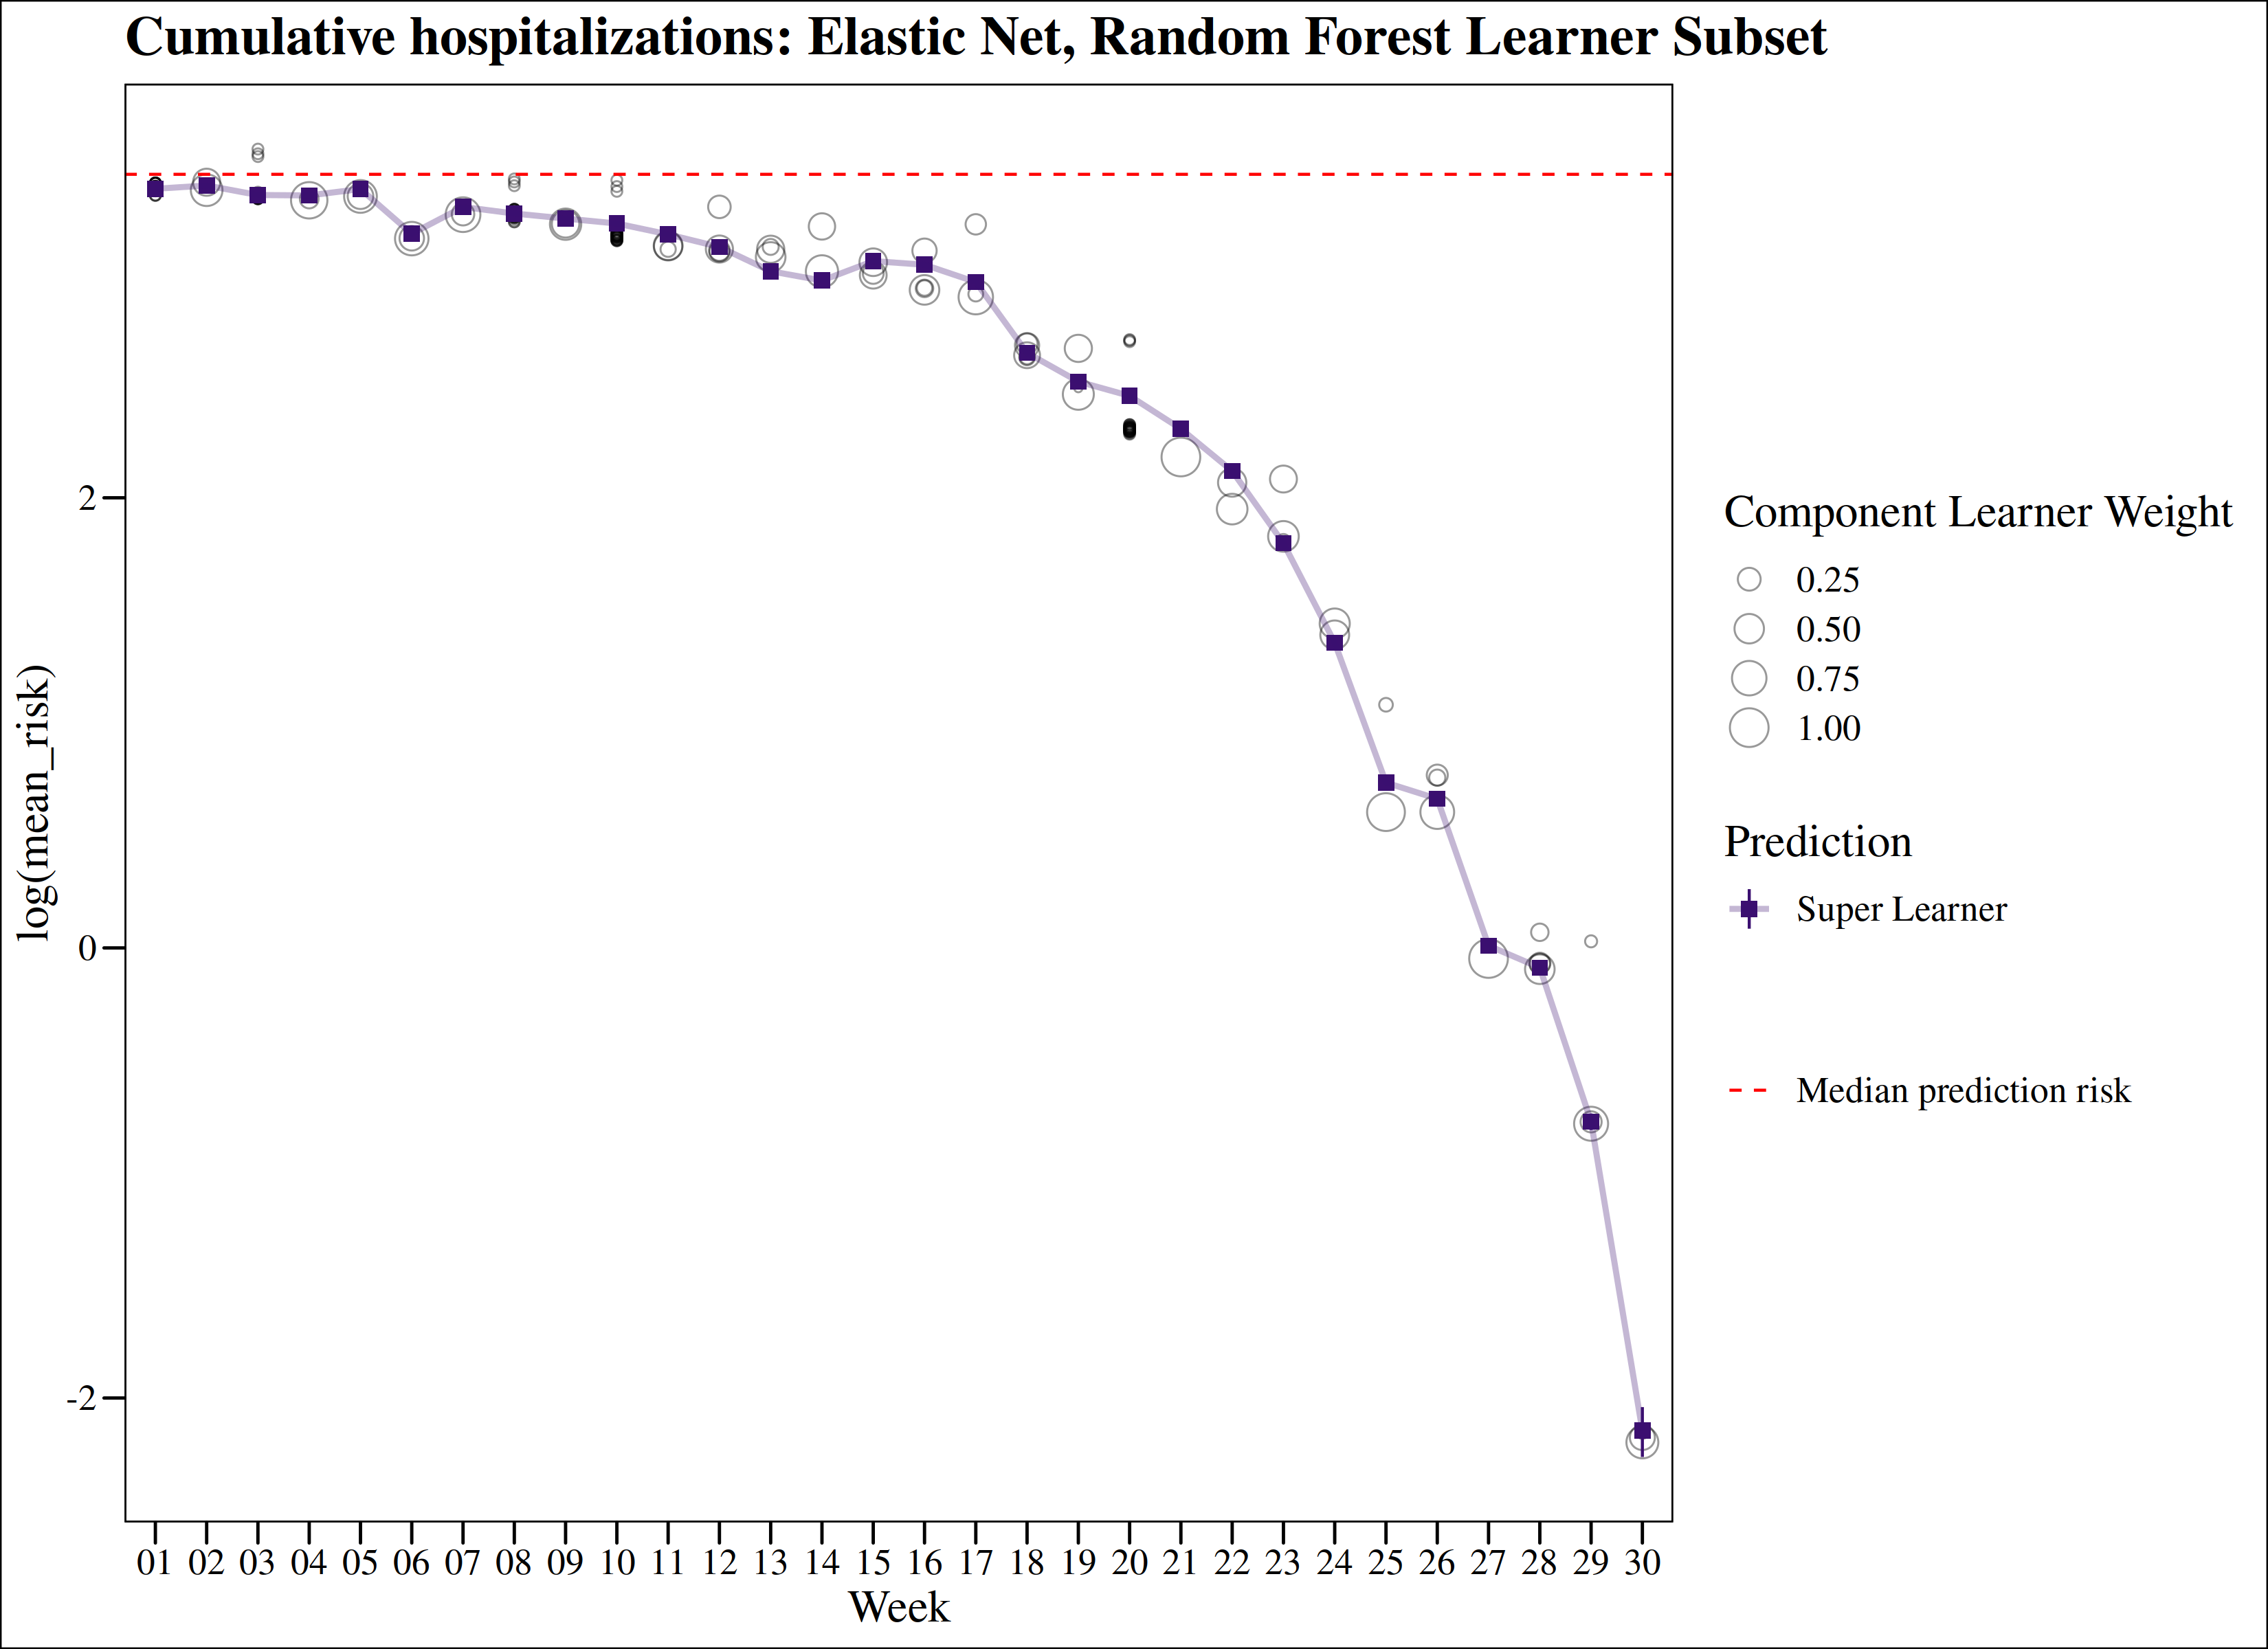 Cumulative hospitalizations: Elastic Net, Random Forest Learner Subset
log(mean_risk)
2
0
-2
01 02 03 04 05 06 07 08 09 10 11 12 13 14 15 16 17 18 19 20 21 22 23 24 25 26 27 28 29 30
Week
Component Learner Weight
0.25
0.50
0.75
1.00
Prediction
Super Learner
Median prediction risk